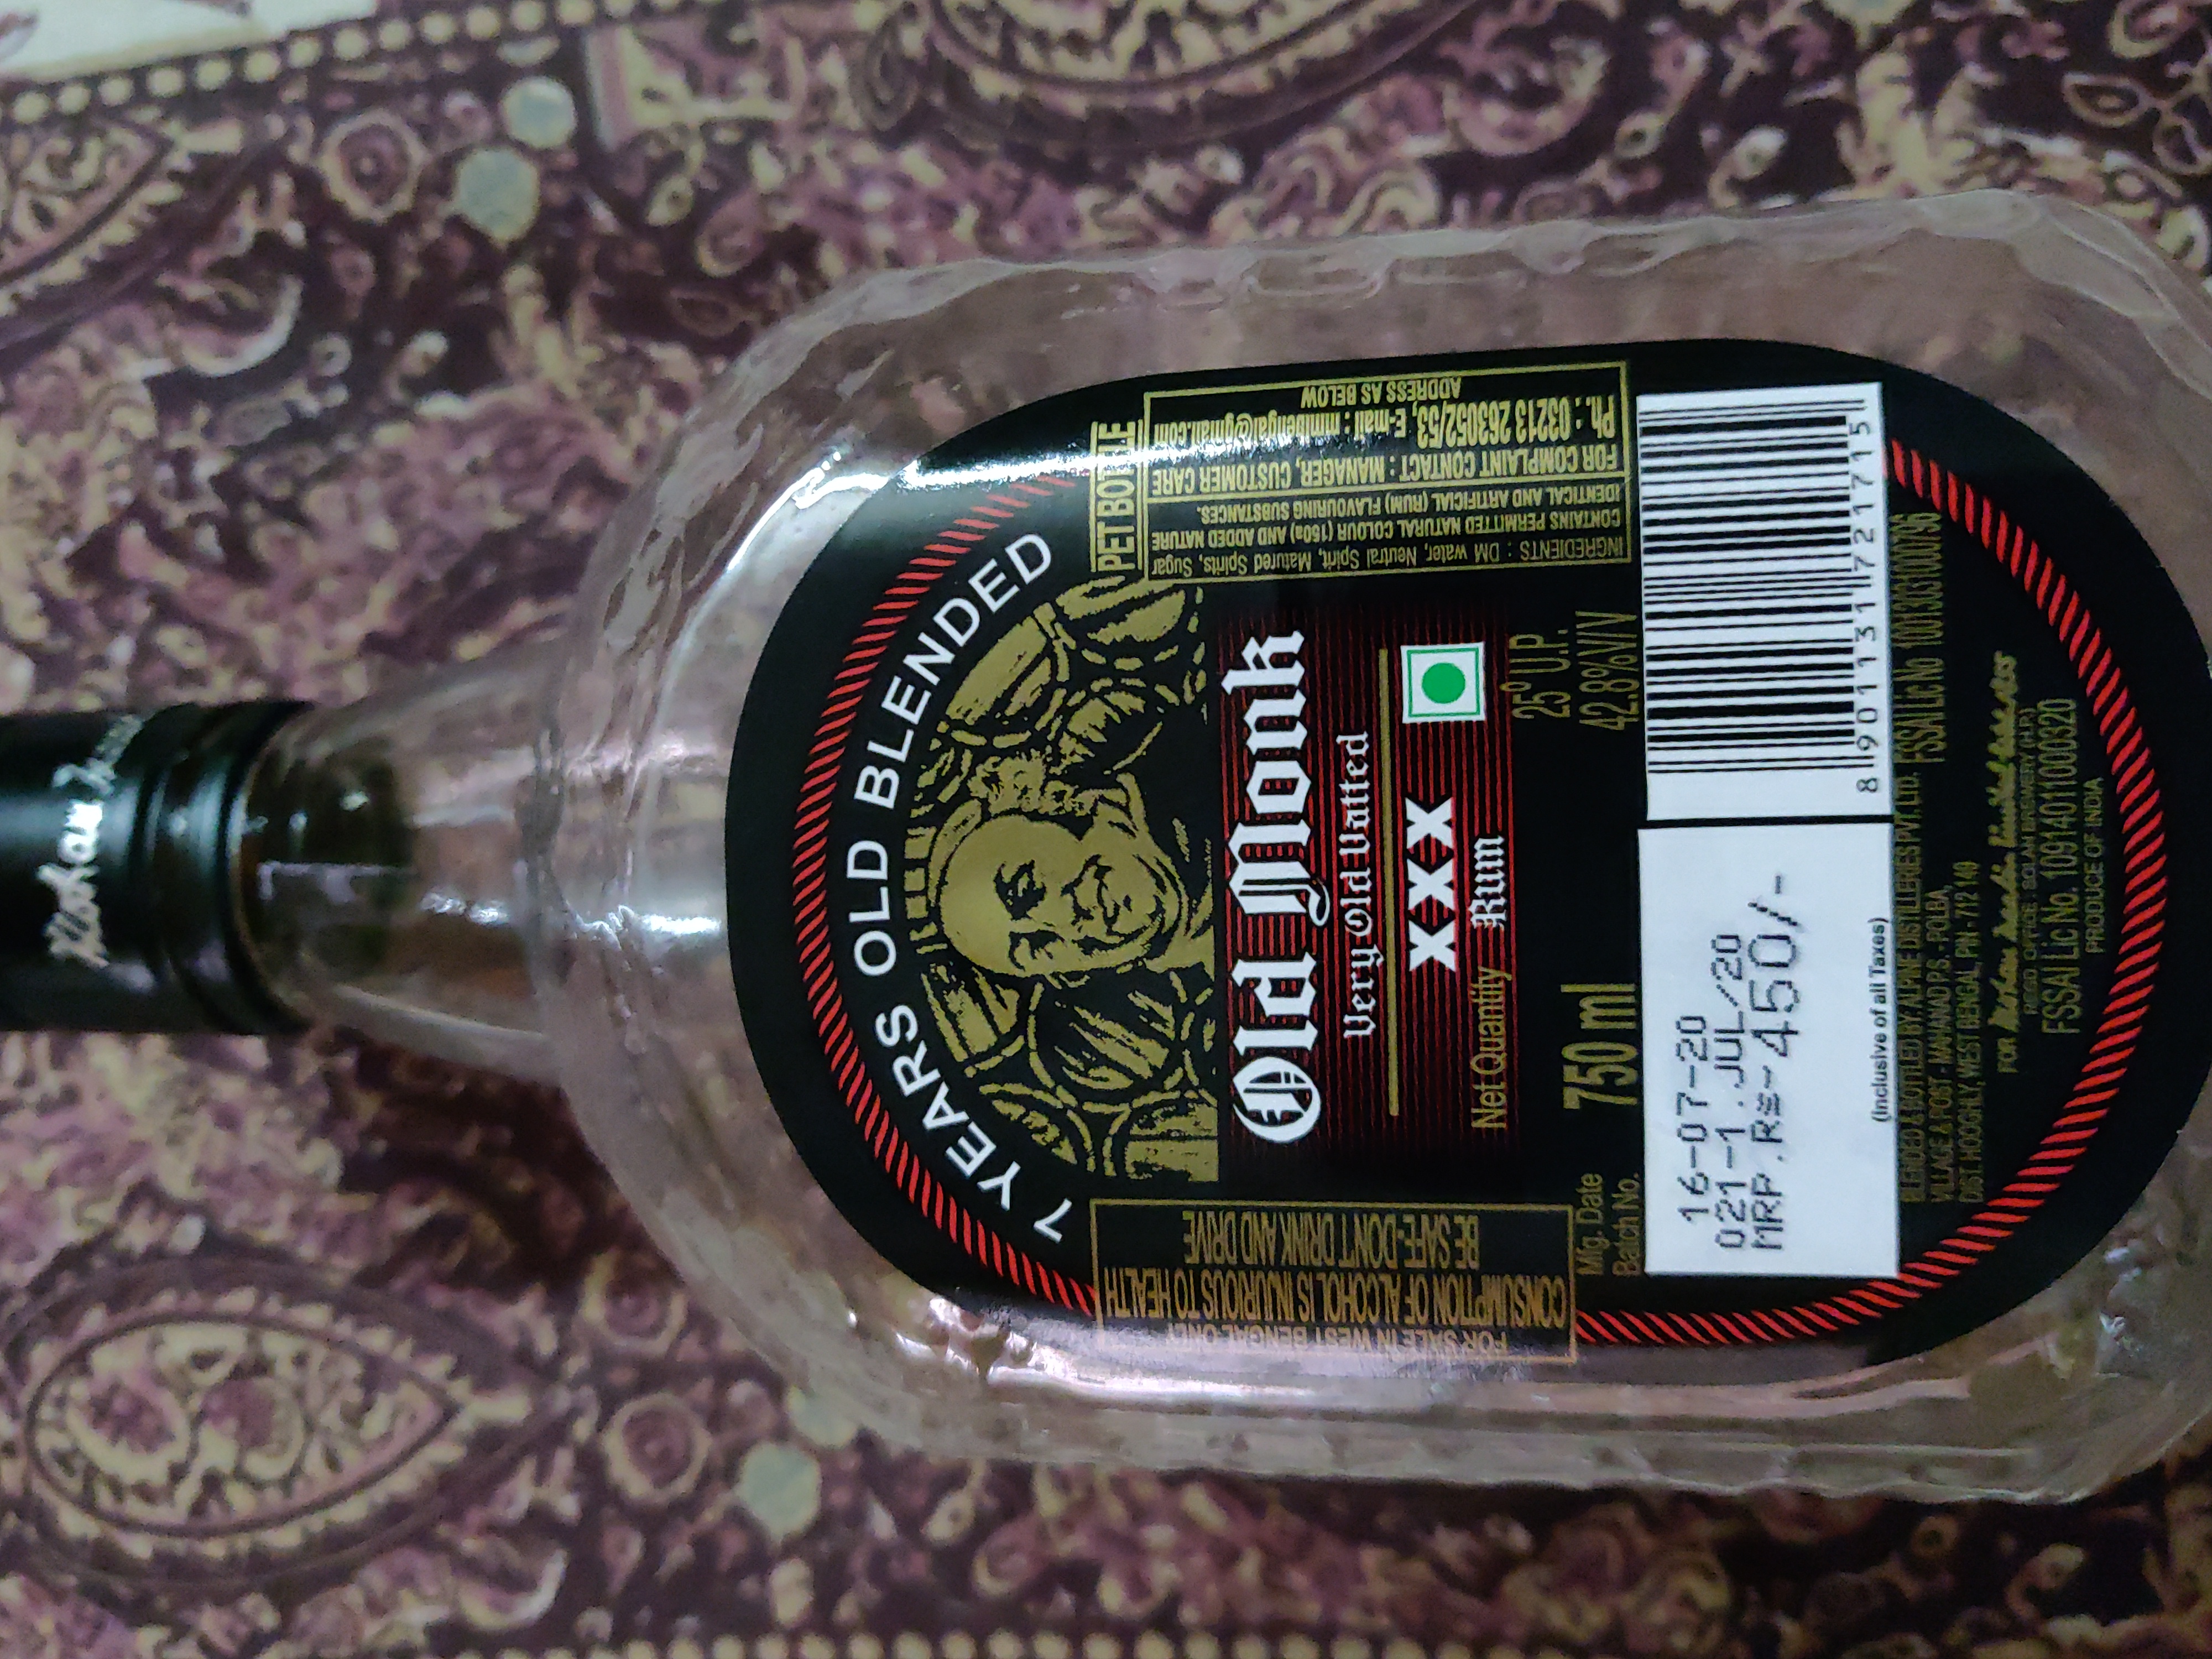 Mohan
7 YEARS OLD BLENDED
PET BOTTLE
FOR SALE IN WEST BENGAL ONLY
CONSUMPTION OF ALCOHOL IS INJURIOUS TO HEALTH
BE SAFE-DON'T DRINK AND DRIVE
Old Monk
Very Old Vatted
XXX
Net Quantity Rum
25° U.P.
Mfg. Date
Batch No.
750 ml
42.8%V/V
INGREDIENTS : DM water, Neutral Spirit, Matured Spirits, Sugar
CONTAINS PERMITTED NATURAL COLOUR (150a) AND ADDED NATURE
IDENTICAL AND ARTIFICIAL (RUM) FLAVOURING SUBSTANCES.
FOR COMPLAINT CONTACT : MANAGER, CUSTOMER CARE
Ph.: 03213 263052/53, E-mail :
ADDRESS AS BELOW
16-07-20
021-1.JUL/20
MRP.Rs-450/-
(Inclusive of all Taxes)
8 901131 721715
BLENDED & BOTTLED BY: ALPINE DISTILLERIES PVT. LTD.
VILLAGE & POST - MAHANAD P.S. - POLBA,
DIST. HOOGHLY, WEST BENGAL, PIN - 712 149
FSSAI Lic No 10013031000796
FOR Mohan Meakin Limited Estd. 1855
REGD. OFFICE : SOLAN BREWERY (H.P.)
FSSAI Lic No. 10914011000320
PRODUCE OF INDIA